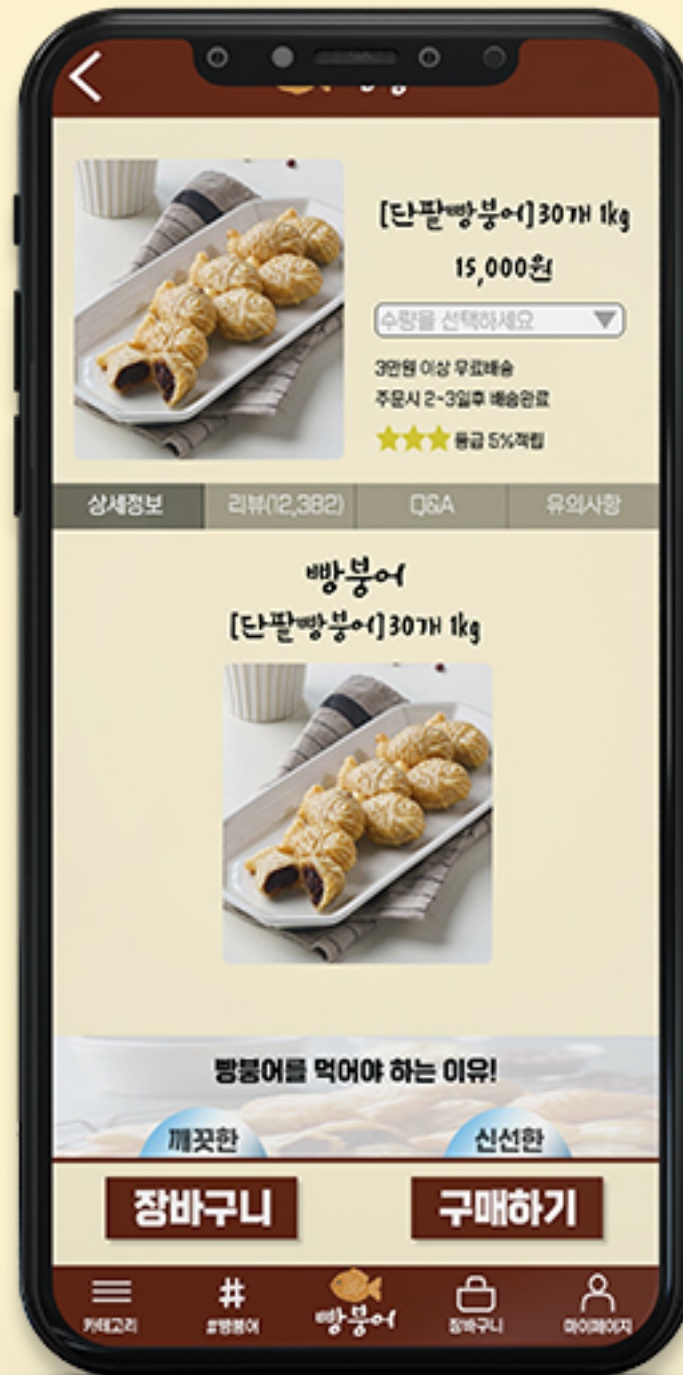 [단팥빵붕어]30개 1kg
15,000원
수량을 선택하세요
3만원 이상 무료배송
주문시 2~3일후 배송완료
등급 5%적립
상세정보 리뷰(12,382) Q&A 유의사항
빵붕어
[단팥빵붕어]30개 1kg
빵붕어를 먹어야 하는 이유!
깨끗한 신선한
장바구니 구매하기
카테고리 #빵붕어 빵붕어 장바구니 마이페이지